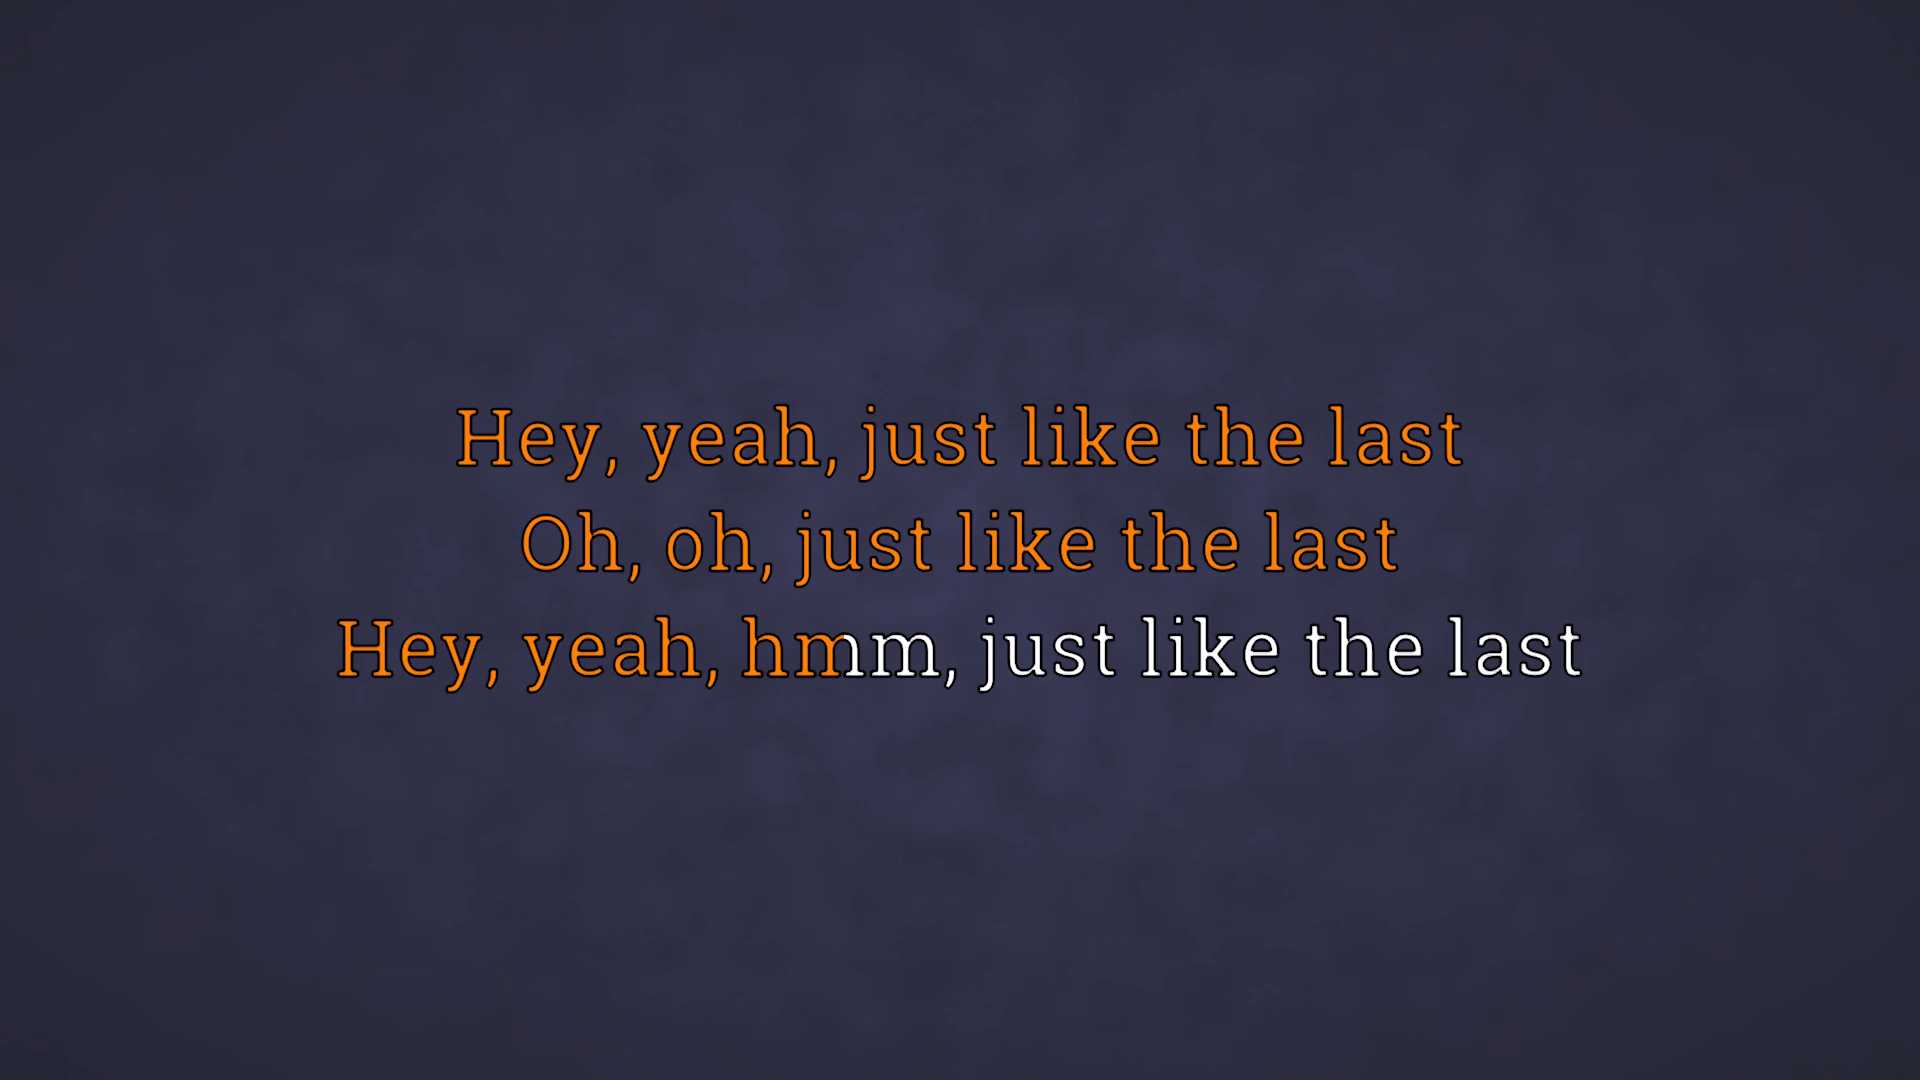 Hey, yeah, just like the last
Oh, oh, just like the last
Hey, yeah, hmm, just like the last